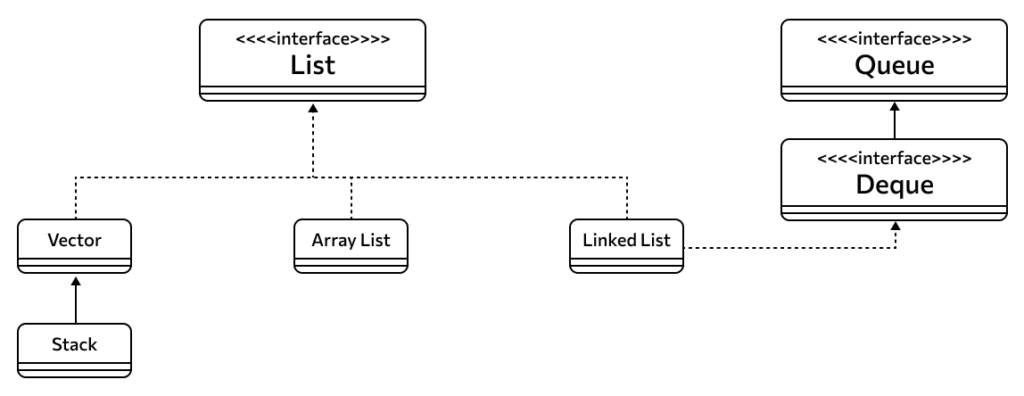 <<<<interface>>>>
List
<<<<interface>>>>
Queue
<<<<interface>>>>
Deque
Vector
Array List
Linked List
Stack